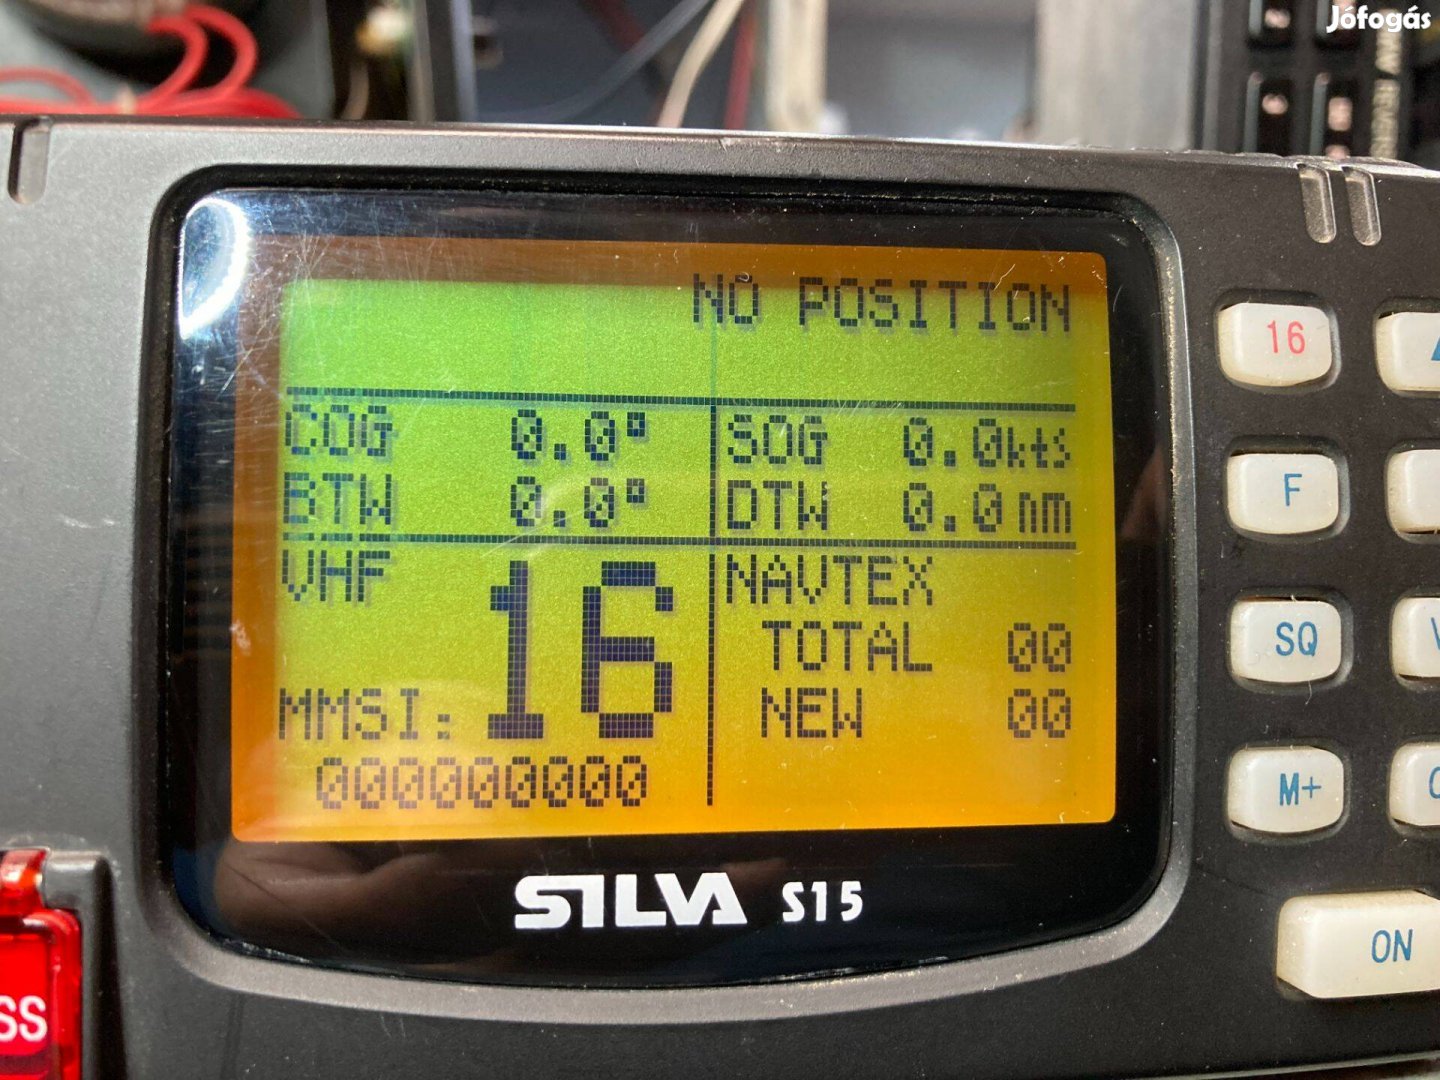 Jófogás
NO POSITION
COG 0.0° SOG 0.0kts
BTW 0.0° DTW 0.0nm
VHF 16 NAVTEX
TOTAL 00
MMSI: NEW 00
000000000
SILVA S15
16
F
SQ
M+
ON
SS